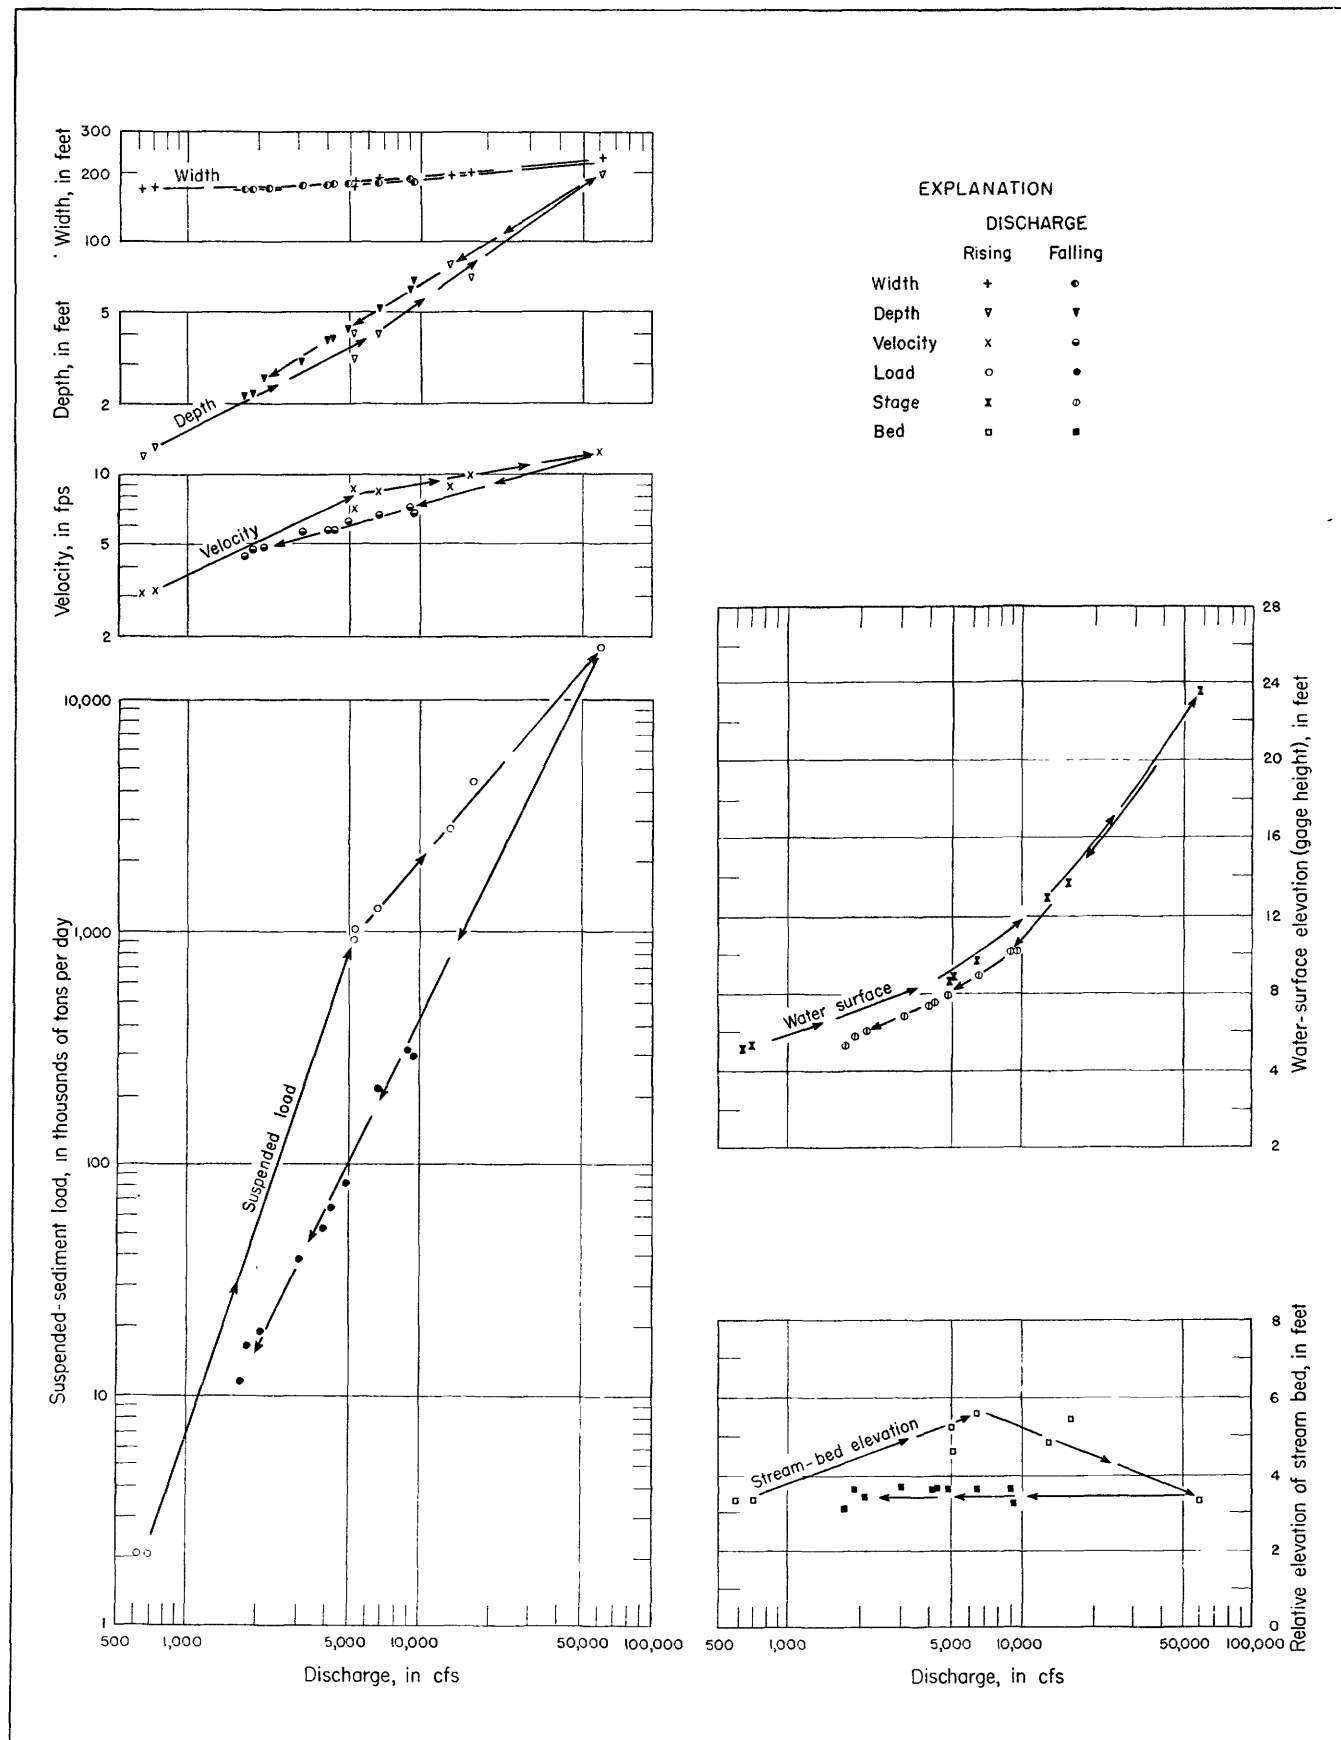 300
200
100
Width, in feet
Width
5
2
Depth, in feet
Depth
10
5
2
Velocity, in fps
Velocity
10,000
1,000
100
10
1
Suspended-sediment load, in thousands of tons per day
Suspended load
500 1,000 5,000 10,000 50,000 100,000
Discharge, in cfs
EXPLANATION
DISCHARGE
Rising Falling
Width
Depth
Velocity
Load
Stage
Bed
28
24
20
16
12
8
4
2
Water-surface elevation (gage height), in feet
Water surface
8
6
4
2
0
Relative elevation of stream bed, in feet
Stream-bed elevation
500 1,000 5,000 10,000 50,000 100,000
Discharge, in cfs